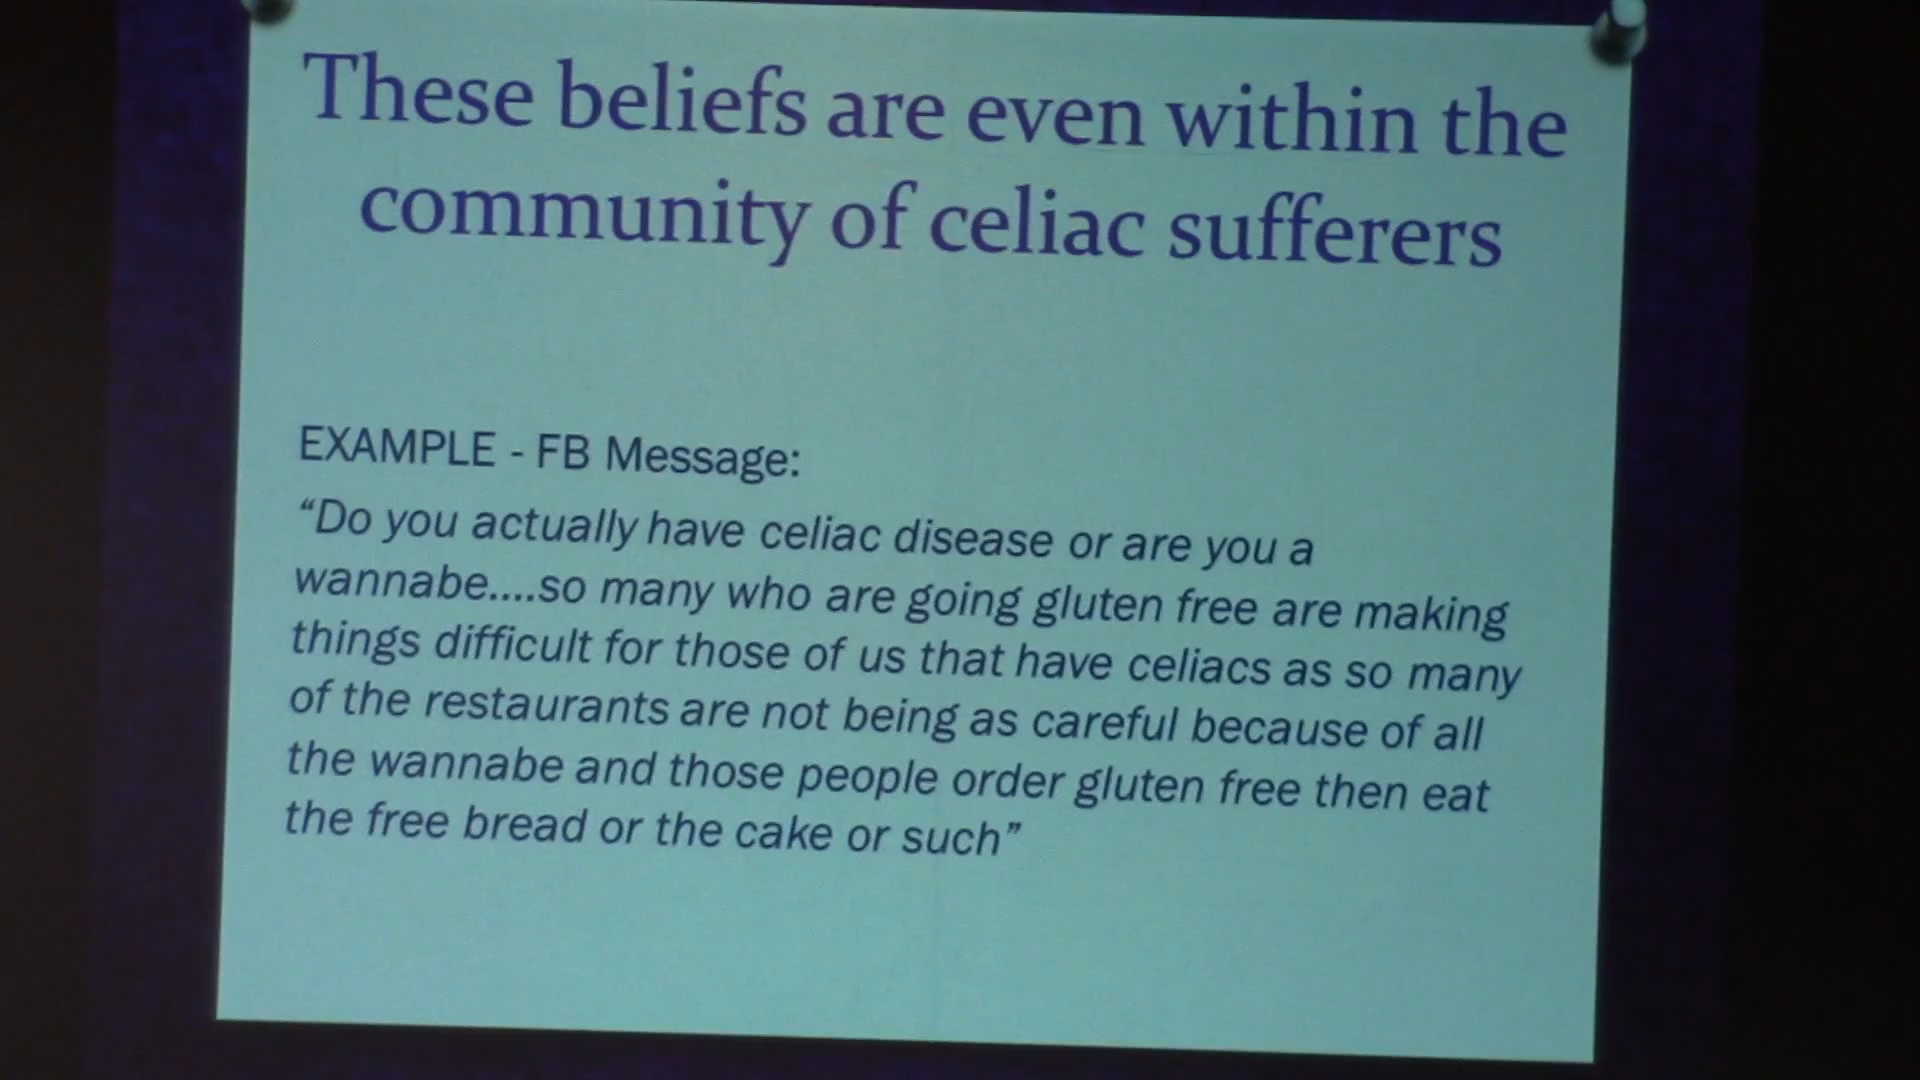 These beliefs are even within the
community of celiac sufferers
EXAMPLE - FB Message:
“Do you actually have celiac disease or are you a
wannabe....so many who are going gluten free are making
things difficult for those of us that have celiacs as so many
of the restaurants are not being as careful because of all
the wannabe and those people order gluten free then eat
the free bread or the cake or such”